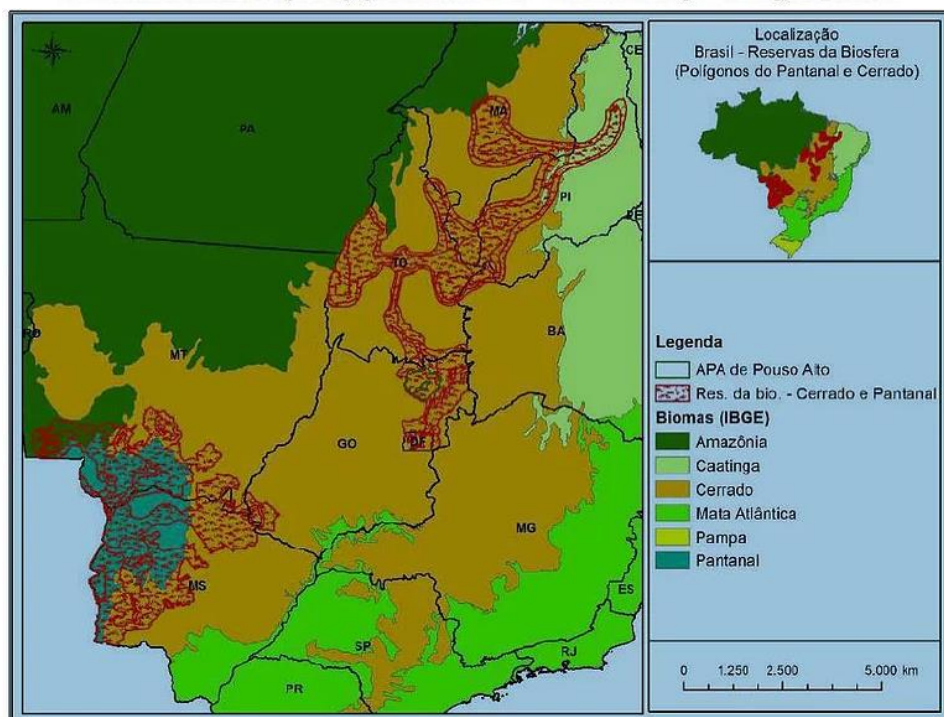 Localização
Brasil - Reservas da Biosfera
(Polígonos do Pantanal e Cerrado)
CE
AM
PA
MA
PI
PE
TO
BA
RO
MT
GO
DF
MG
MS
ES
SP
RJ
PR
Legenda
APA de Pouso Alto
Res. da bio. - Cerrado e Pantanal
Biomas (IBGE)
Amazônia
Caatinga
Cerrado
Mata Atlântica
Pampa
Pantanal
0 1.250 2.500 5.000 km